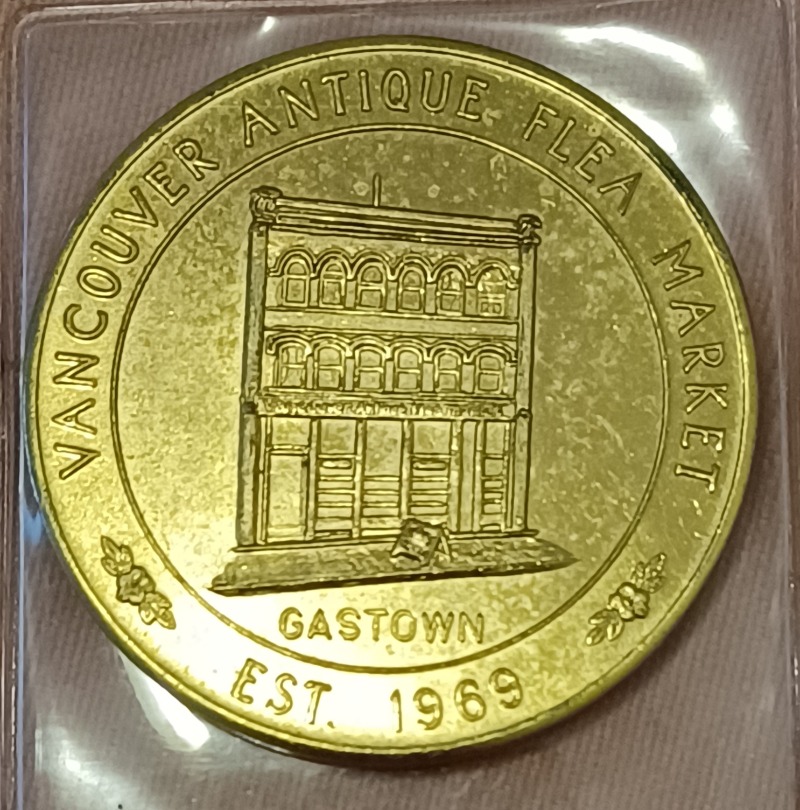 VANCOUVER ANTIQUE FLEA MARKET
GASTOWN
EST. 1969